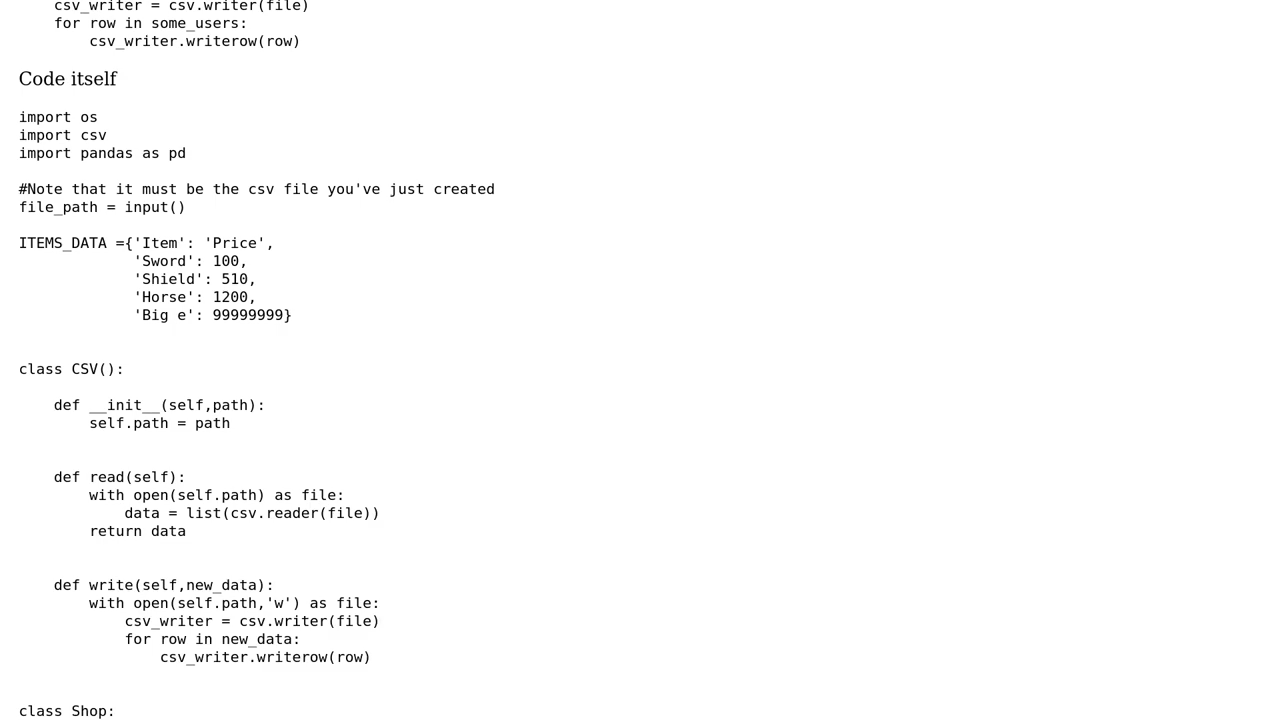 csv_writer = csv.writer(file)
    for row in some_users:
        csv_writer.writerow(row)
Code itself
import os
import csv
import pandas as pd
#Note that it must be the csv file you've just created
file_path = input()
ITEMS_DATA ={'Item': 'Price',
             'Sword': 100,
             'Shield': 510,
             'Horse': 1200,
             'Big e': 99999999}
class CSV():
    def __init__(self,path):
        self.path = path
    def read(self):
        with open(self.path) as file:
            data = list(csv.reader(file))
        return data
    def write(self,new_data):
        with open(self.path,'w') as file:
            csv_writer = csv.writer(file)
            for row in new_data:
                csv_writer.writerow(row)
class Shop: